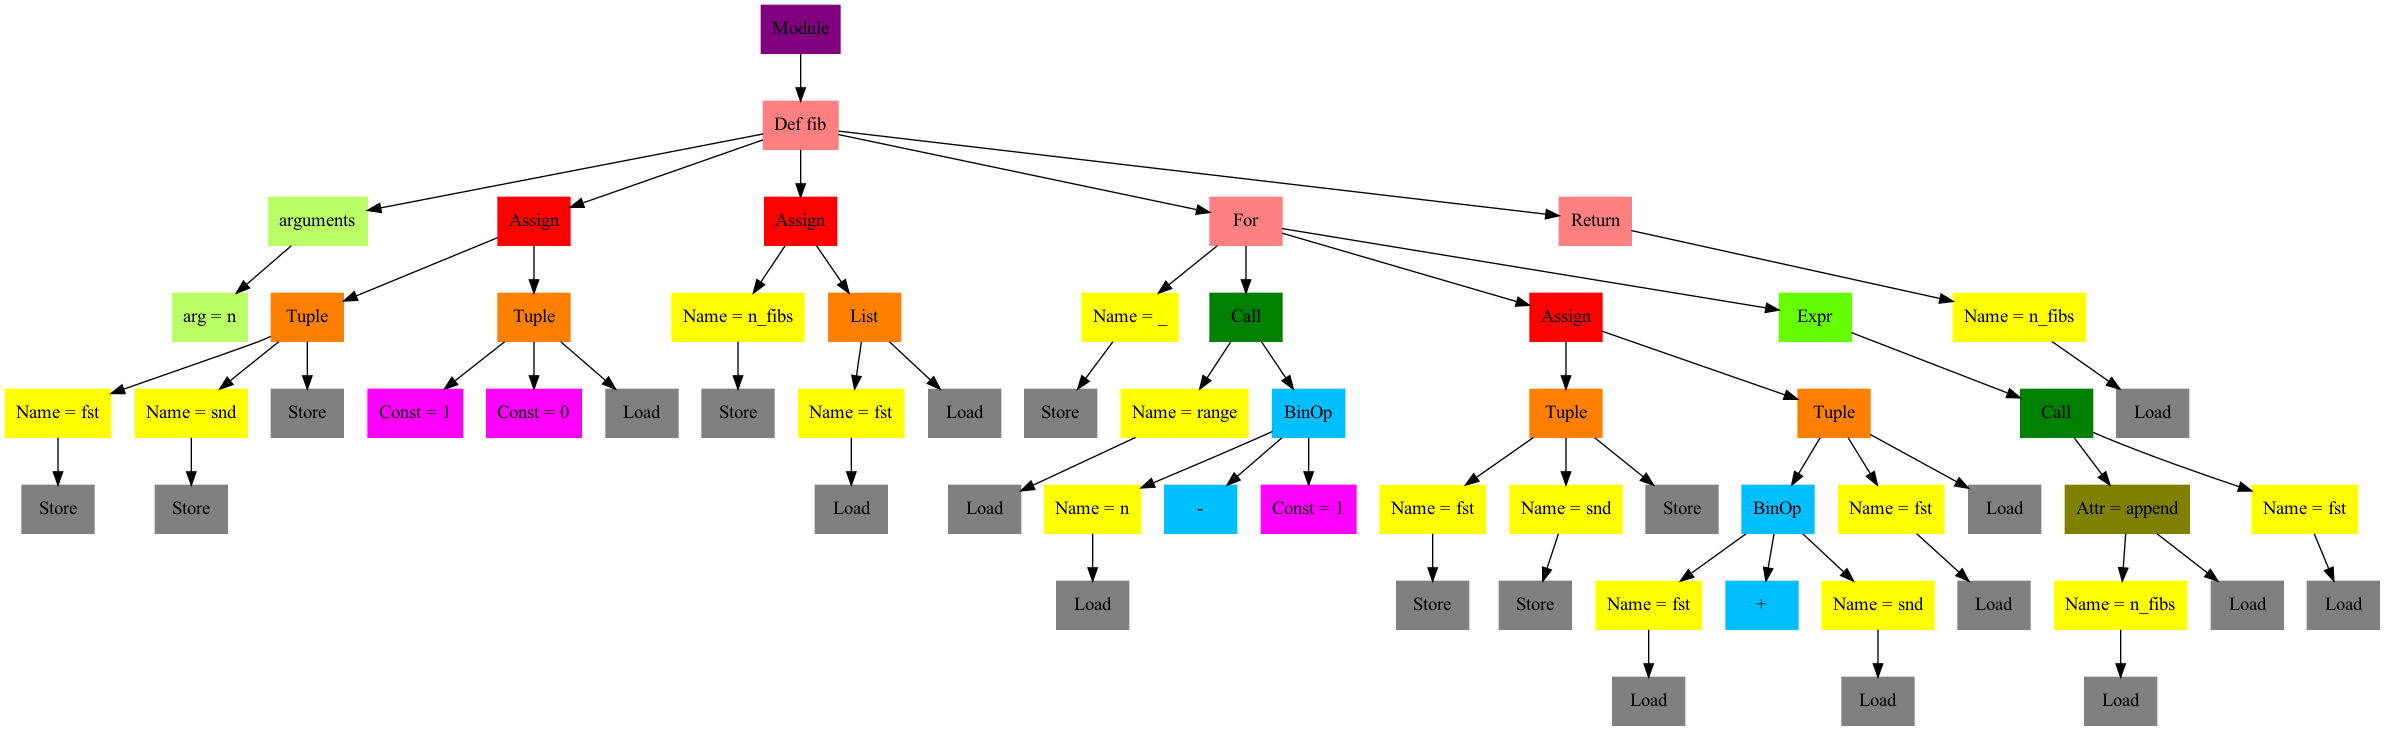 Module
Def fib
arguments Assign Assign For Return
arg = n Tuple Tuple Name = n_fibs List Name = _ Call Assign Expr Name = n_fibs
Name = fst Name = snd Store Const = 1 Const = 0 Load Store Name = fst Load Store Name = range BinOp Tuple Tuple Call Load
Store Store Load Load Name = n - Const = 1 Name = fst Name = snd Store BinOp Name = fst Load Attr = append Name = fst
Load Store Store Name = fst + Name = snd Load Name = n_fibs Load Load
Load Load Load